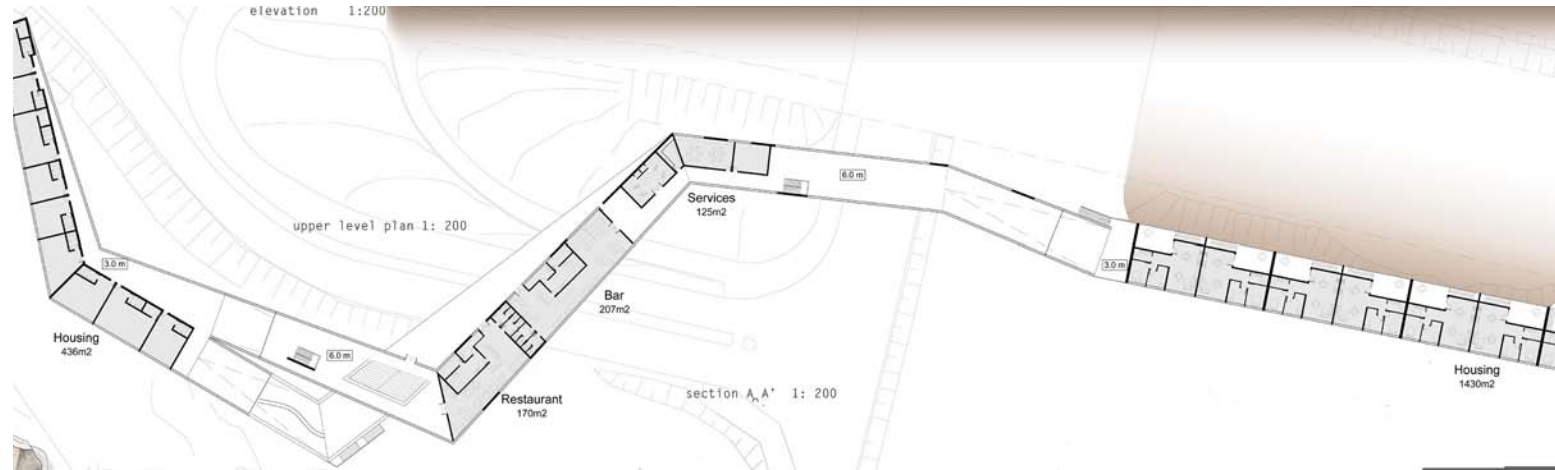 elevation 1:200
upper level plan 1: 200
3.0 m
Housing
436m2
6.0 m
Restaurant
170m2
Bar
207m2
Services
125m2
6.0 m
section A A' 1: 200
3.0 m
Housing
1430m2